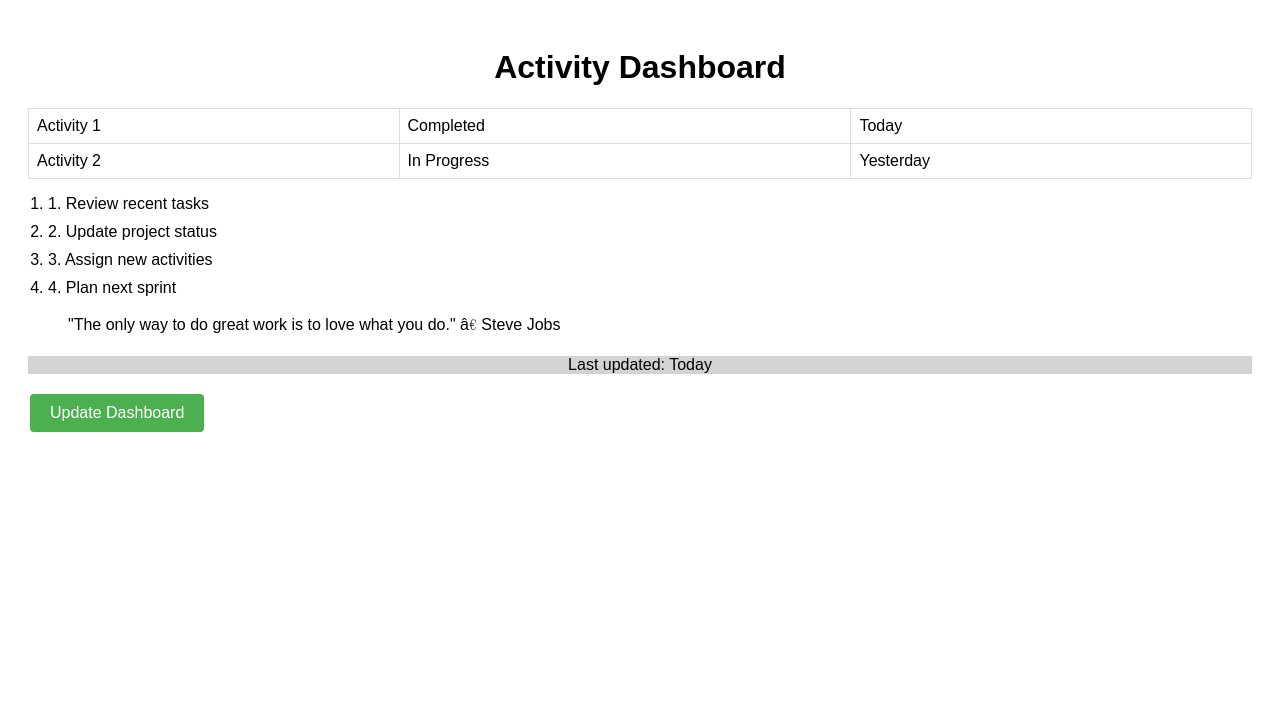 Activity Dashboard
Activity 1 Completed Today
Activity 2 In Progress Yesterday
1. 1. Review recent tasks
2. 2. Update project status
3. 3. Assign new activities
4. 4. Plan next sprint
"The only way to do great work is to love what you do." â€ Steve Jobs
Last updated: Today
Update Dashboard